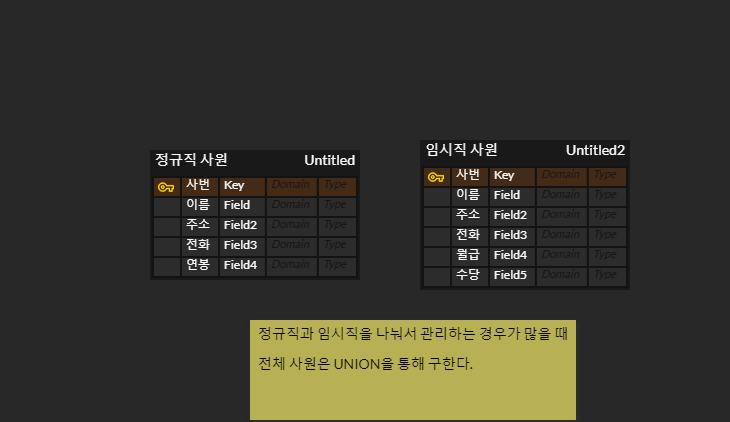 정규직 사원 Untitled
사번 Key Domain Type
이름 Field Domain Type
주소 Field2 Domain Type
전화 Field3 Domain Type
연봉 Field4 Domain Type
임시직 사원 Untitled2
사번 Key Domain Type
이름 Field Domain Type
주소 Field2 Domain Type
전화 Field3 Domain Type
월급 Field4 Domain Type
수당 Field5 Domain Type
정규직과 임시직을 나눠서 관리하는 경우가 많을 때
전체 사원은 UNION을 통해 구한다.